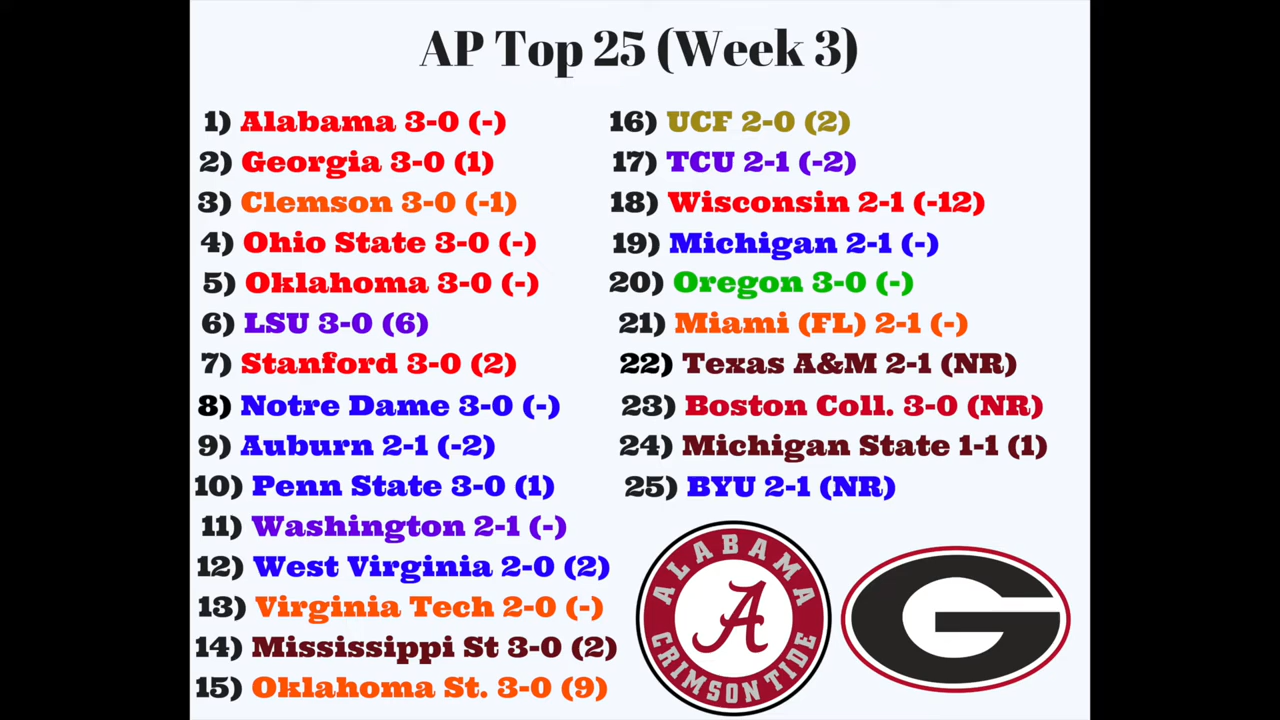 AP Top 25 (Week 3)
1) Alabama 3-0 (-)
2) Georgia 3-0 (1)
3) Clemson 3-0 (-1)
4) Ohio State 3-0 (-)
5) Oklahoma 3-0 (-)
6) LSU 3-0 (6)
7) Stanford 3-0 (2)
8) Notre Dame 3-0 (-)
9) Auburn 2-1 (-2)
10) Penn State 3-0 (1)
11) Washington 2-1 (-)
12) West Virginia 2-0 (2)
13) Virginia Tech 2-0 (-)
14) Mississippi St 3-0 (2)
15) Oklahoma St. 3-0 (9)
16) UCF 2-0 (2)
17) TCU 2-1 (-2)
18) Wisconsin 2-1 (-12)
19) Michigan 2-1 (-)
20) Oregon 3-0 (-)
21) Miami (FL) 2-1 (-)
22) Texas A&M 2-1 (NR)
23) Boston Coll. 3-0 (NR)
24) Michigan State 1-1 (1)
25) BYU 2-1 (NR)
ALABAMA
A
CRIMSON TIDE
G